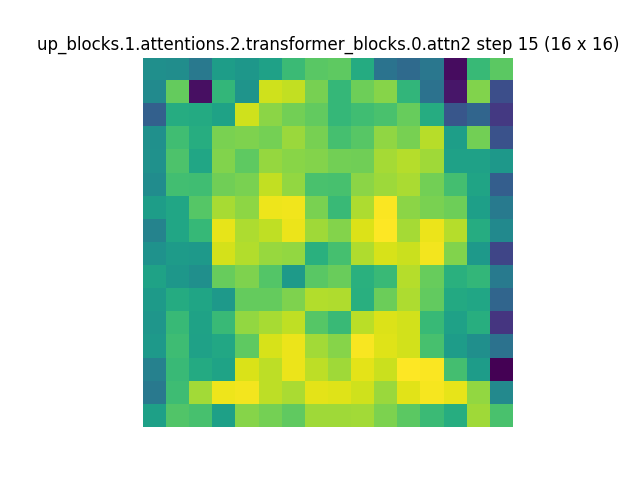 up_blocks.1.attentions.2.transformer_blocks.0.attn2 step 15 (16 x 16)